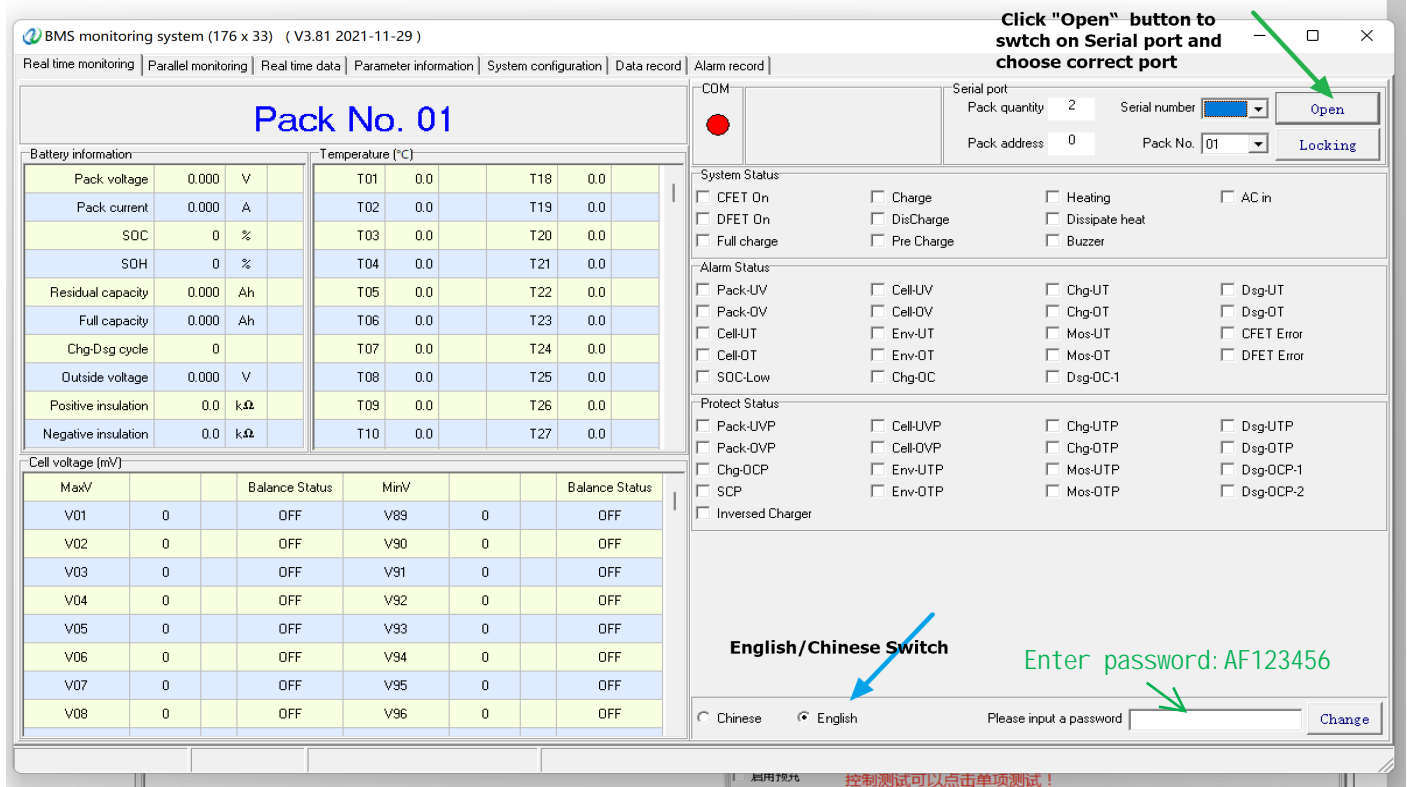 Click "Open“ button to
swtch on Serial port and
choose correct port
BMS monitoring system (176 x 33) ( V3.81 2021-11-29 )
Real time monitoring Parallel monitoring Real time data Parameter information System configuration Data record Alarm record
Pack No. 01
COM
Serial port
Pack quantity 2 Serial number Open
Pack address 0 Pack No. 01 Locking
Battery information
Pack voltage 0.000 V
Pack current 0.000 A
SOC 0 %
SOH 0 %
Residual capacity 0.000 Ah
Full capacity 0.000 Ah
Chg-Dsg cycle 0
Outside voltage 0.000 V
Positive insulation 0.0 kΩ
Negative insulation 0.0 kΩ
Temperature (℃)
T01 0.0 T18 0.0
T02 0.0 T19 0.0
T03 0.0 T20 0.0
T04 0.0 T21 0.0
T05 0.0 T22 0.0
T06 0.0 T23 0.0
T07 0.0 T24 0.0
T08 0.0 T25 0.0
T09 0.0 T26 0.0
T10 0.0 T27 0.0
Cell voltage (mV)
MaxV Balance Status MinV Balance Status
V01 0 OFF V89 0 OFF
V02 0 OFF V90 0 OFF
V03 0 OFF V91 0 OFF
V04 0 OFF V92 0 OFF
V05 0 OFF V93 0 OFF
V06 0 OFF V94 0 OFF
V07 0 OFF V95 0 OFF
V08 0 OFF V96 0 OFF
System Status
CFET On Charge Heating AC in
DFET On DisCharge Dissipate heat
Full charge Pre Charge Buzzer
Alarm Status
Pack-UV Cell-UV Chg-UT Dsg-UT
Pack-OV Cell-OV Chg-OT Dsg-OT
Cell-UT Env-UT Mos-UT CFET Error
Cell-OT Env-OT Mos-OT DFET Error
SOC-Low Chg-OC Dsg-OC-1
Protect Status
Pack-UVP Cell-UVP Chg-UTP Dsg-UTP
Pack-OVP Cell-OVP Chg-OTP Dsg-OTP
Chg-OCP Env-UTP Mos-UTP Dsg-OCP-1
SCP Env-OTP Mos-OTP Dsg-OCP-2
Inversed Charger
English/Chinese Switch
Enter password:AF123456
Chinese English Please input a password Change
启用预充 控制测试可以点击单项测试！